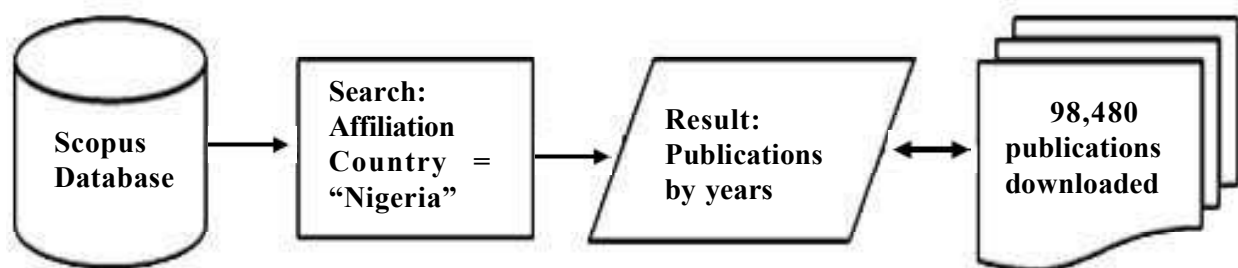 Scopus
Database
Search:
Affiliation
Country =
“Nigeria”
Result:
Publications
by years
98,480
publications
downloaded